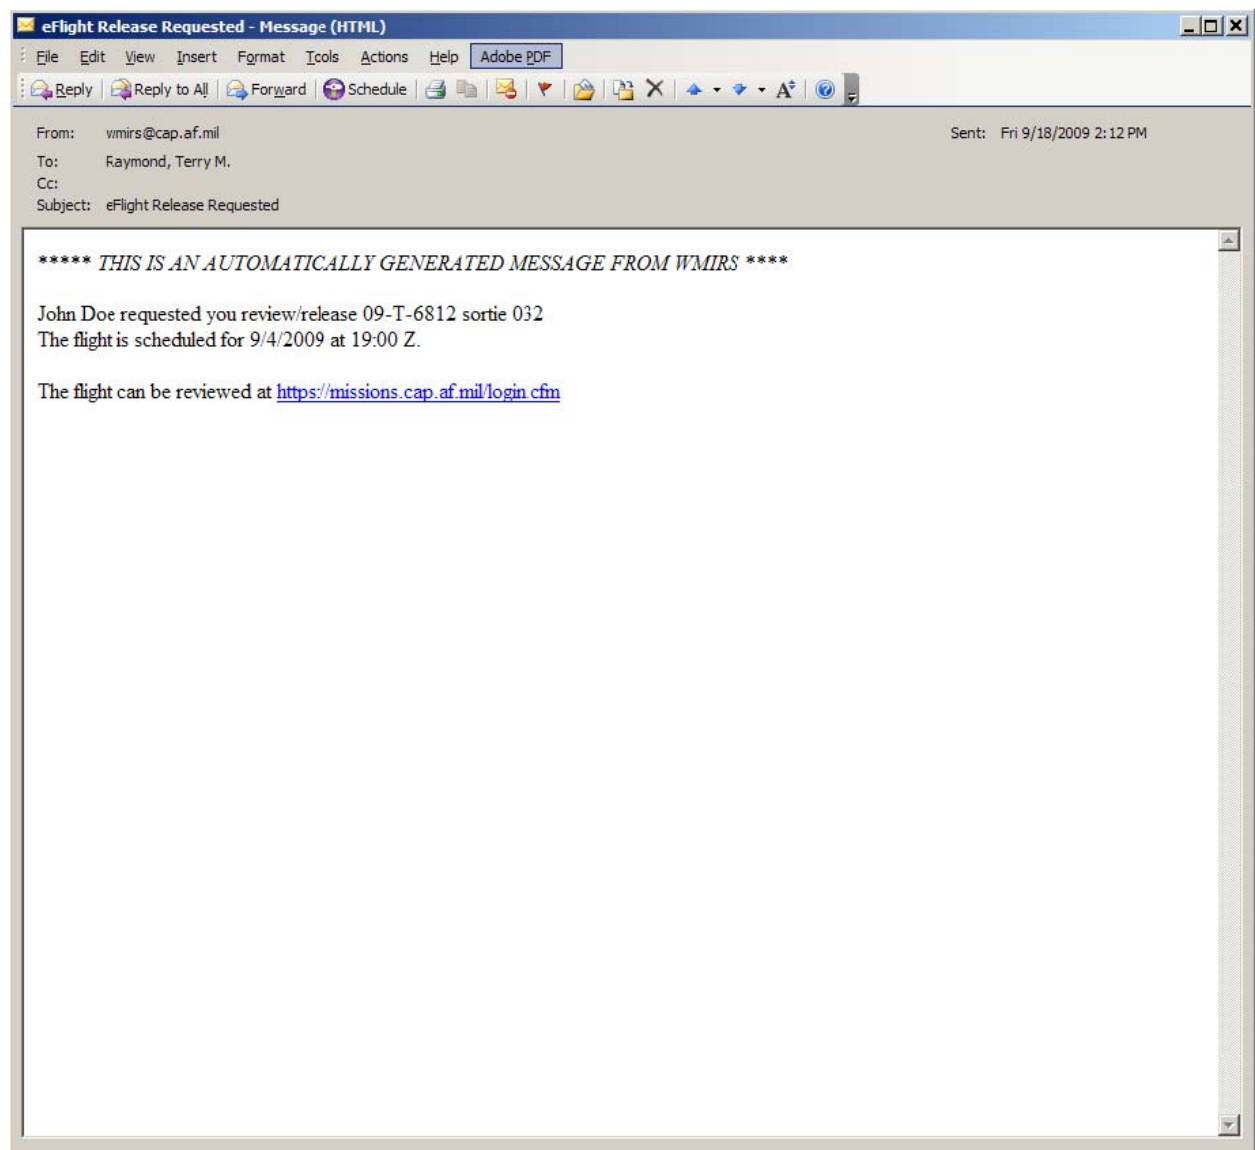 eFlight Release Requested - Message (HTML)
File Edit View Insert Format Tools Actions Help Adobe PDF
Reply Reply to All Forward Schedule A
From: wmirs@cap.af.mil Sent: Fri 9/18/2009 2:12 PM
To: Raymond, Terry M.
Cc:
Subject: eFlight Release Requested
***** THIS IS AN AUTOMATICALLY GENERATED MESSAGE FROM WMIRS ****
John Doe requested you review/release 09-T-6812 sortie 032
The flight is scheduled for 9/4/2009 at 19:00 Z.
The flight can be reviewed at https://missions.cap.af.mil/login.cfm